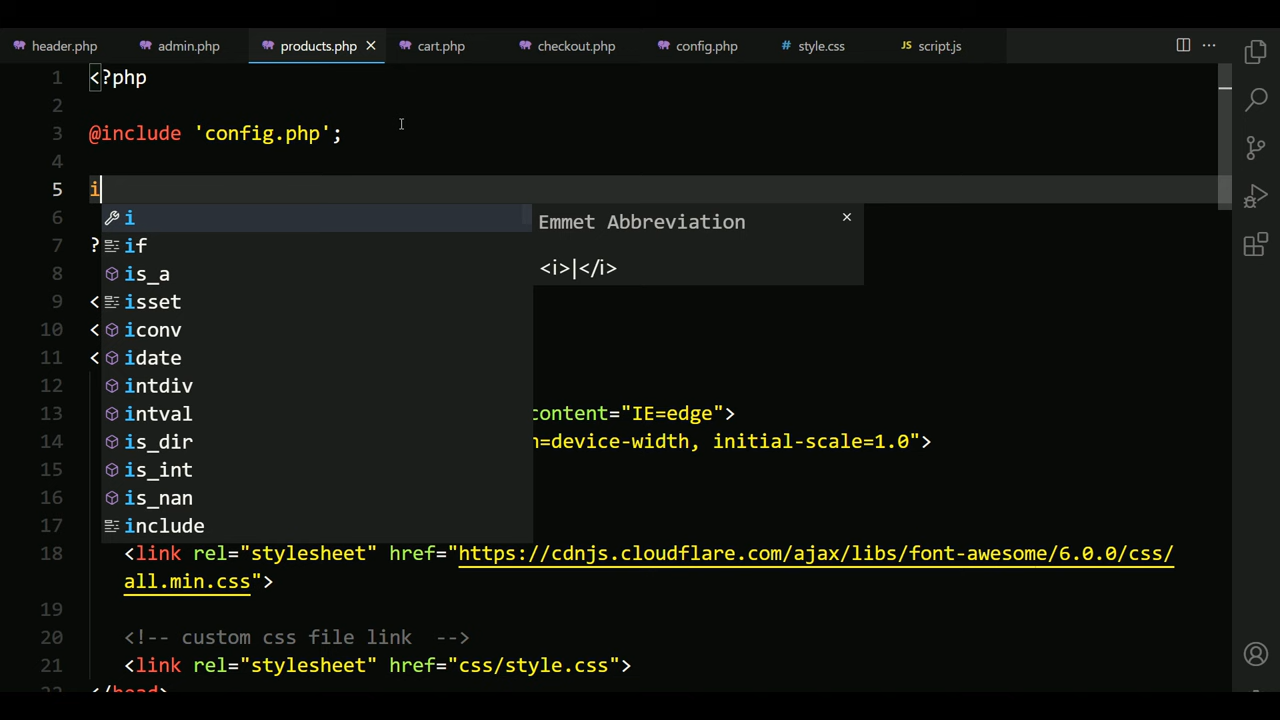 header.php admin.php products.php cart.php checkout.php config.php # style.css JS script.js
1 <?php
2
3 @include 'config.php';
4
5 i
6 i Emmet Abbreviation
7 ? if
8 is_a <i>|</i>
9 < isset
10 < iconv
11 < idate
12 intdiv
13 intval content="IE=edge">
14 is_dir =device-width, initial-scale=1.0">
15 is_int
16 is_nan
17 include
18 <link rel="stylesheet" href="https://cdnjs.cloudflare.com/ajax/libs/font-awesome/6.0.0/css/
all.min.css">
19
20 <!-- custom css file link -->
21 <link rel="stylesheet" href="css/style.css">